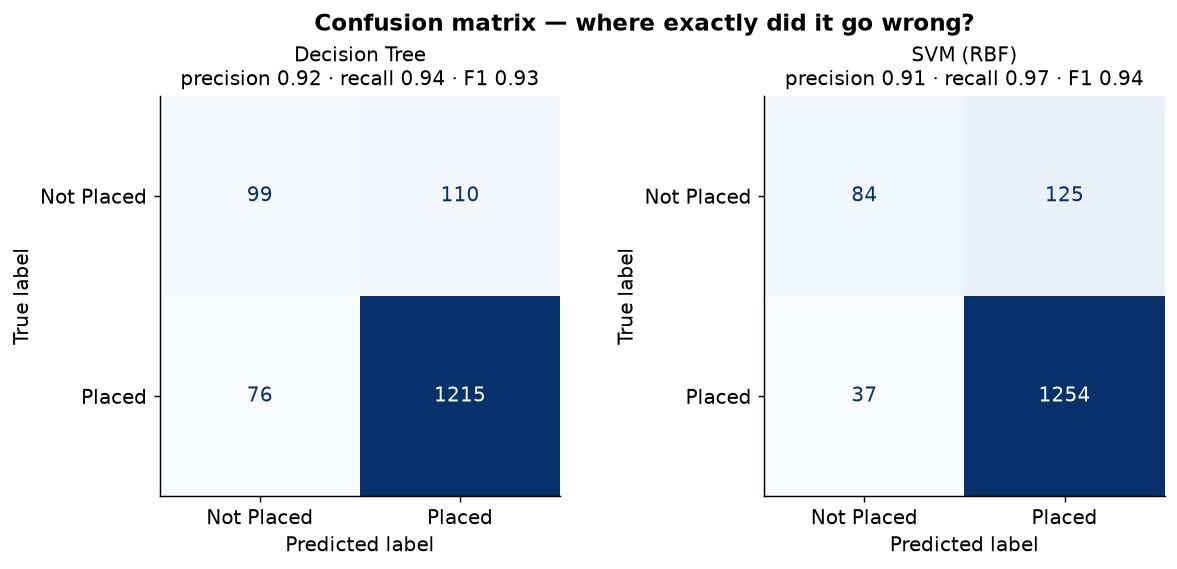 Confusion matrix — where exactly did it go wrong?
Decision Tree
precision 0.92 · recall 0.94 · F1 0.93
Not Placed
99
110
Placed
76
1215
True label
Not Placed
Placed
Predicted label
SVM (RBF)
precision 0.91 · recall 0.97 · F1 0.94
Not Placed
84
125
Placed
37
1254
True label
Not Placed
Placed
Predicted label